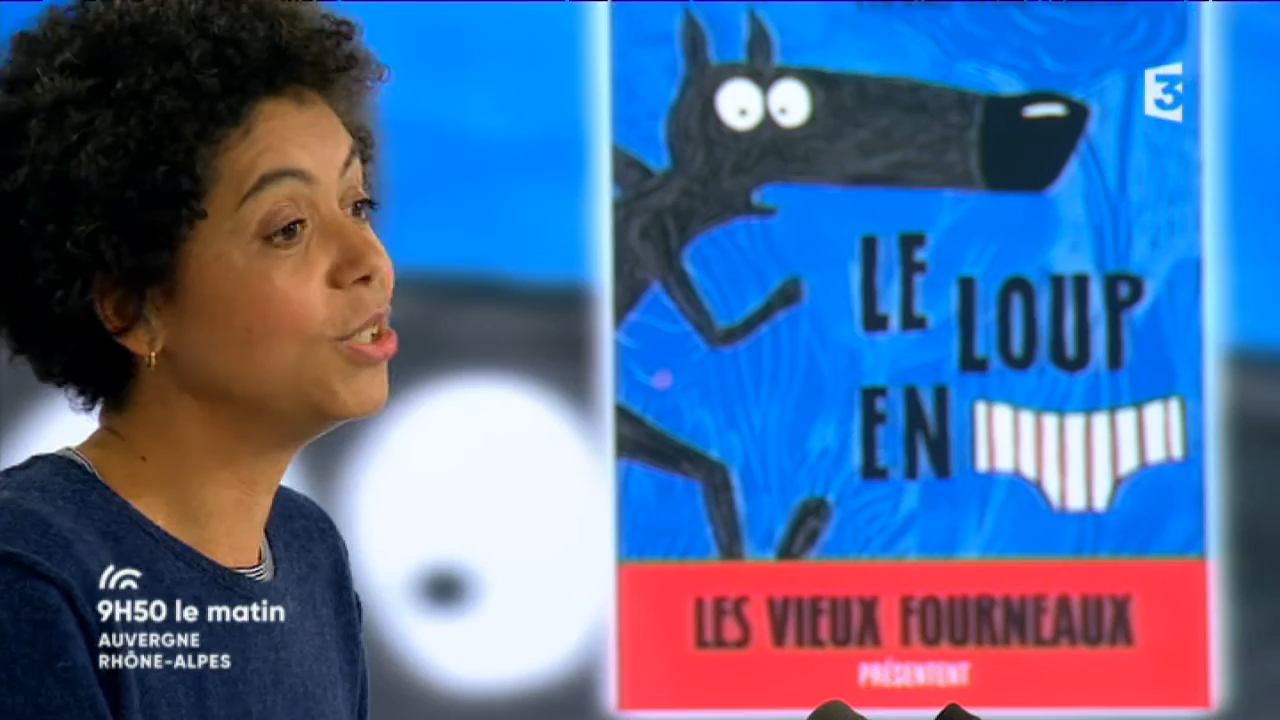 3
LE LOUP
EN
LES VIEUX FOURNEAUX
PRÉSENTENT
9H50 le matin
AUVERGNE
RHÔNE-ALPES